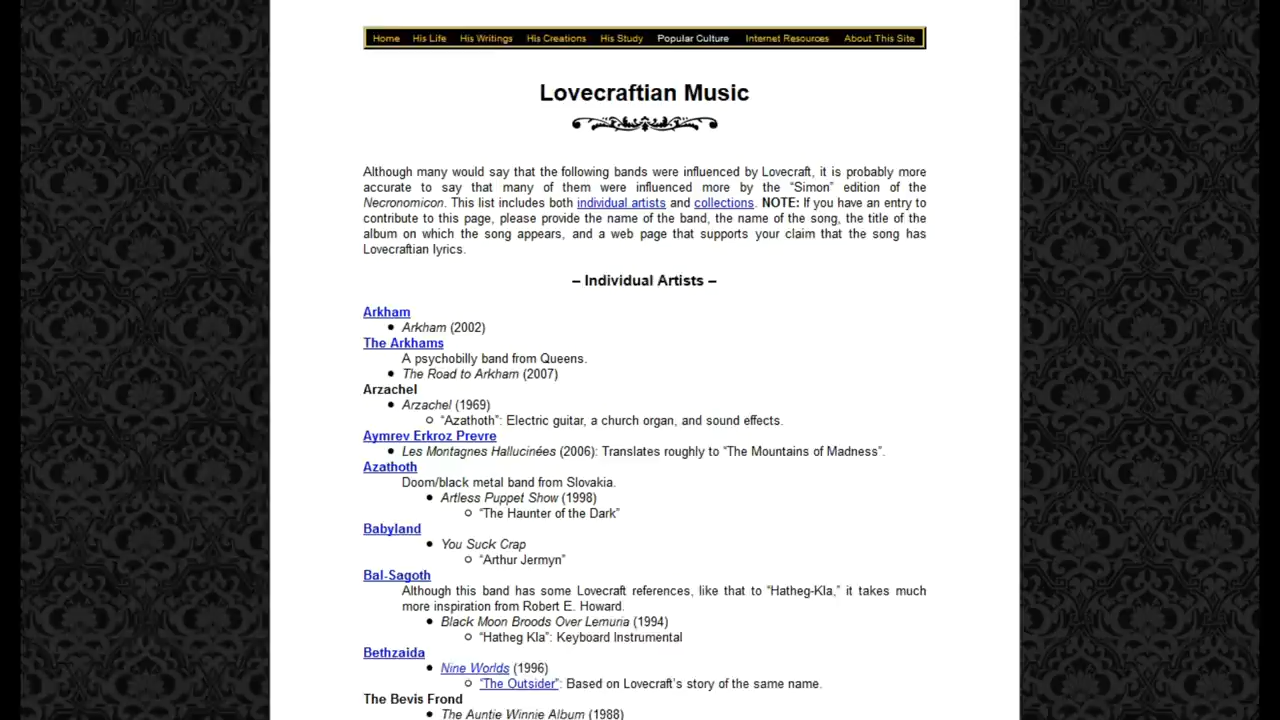 Home His Life His Writings His Creations His Study Popular Culture Internet Resources About This Site
Lovecraftian Music
Although many would say that the following bands were influenced by Lovecraft, it is probably more
accurate to say that many of them were influenced more by the “Simon” edition of the
Necronomicon. This list includes both individual artists and collections. NOTE: If you have an entry to
contribute to this page, please provide the name of the band, the name of the song, the title of the
album on which the song appears, and a web page that supports your claim that the song has
Lovecraftian lyrics.
– Individual Artists –
Arkham
• Arkham (2002)
The Arkhams
A psychobilly band from Queens.
• The Road to Arkham (2007)
Arzachel
• Arzachel (1969)
o “Azathoth”: Electric guitar, a church organ, and sound effects.
Aymrev Erkroz Prevre
• Les Montagnes Hallucinées (2006): Translates roughly to “The Mountains of Madness”.
Azathoth
Doom/black metal band from Slovakia.
• Artless Puppet Show (1998)
o “The Haunter of the Dark”
Babyland
• You Suck Crap
o “Arthur Jermyn”
Bal-Sagoth
Although this band has some Lovecraft references, like that to “Hatheg-Kla,” it takes much
more inspiration from Robert E. Howard.
• Black Moon Broods Over Lemuria (1994)
o “Hatheg Kla”: Keyboard Instrumental
Bethzaida
• Nine Worlds (1996)
o “The Outsider”: Based on Lovecraft’s story of the same name.
The Bevis Frond
• The Auntie Winnie Album (1988)